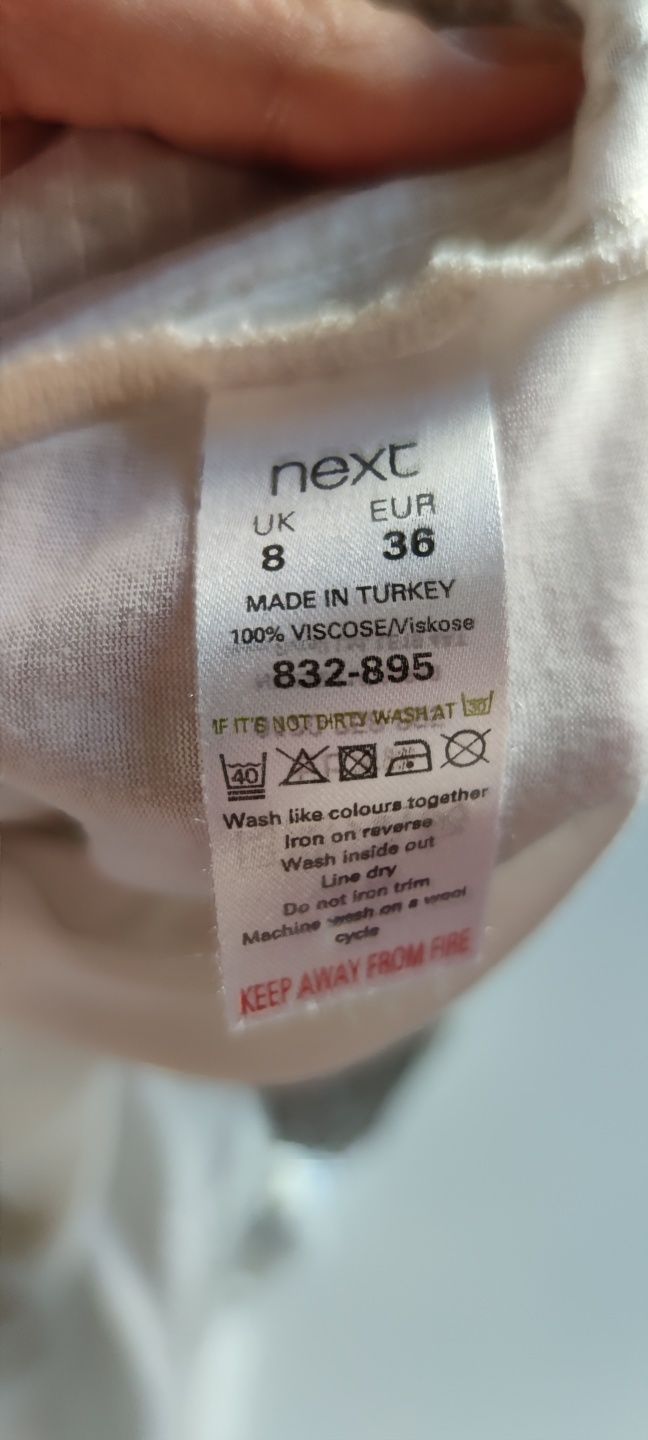 next
UK EUR
8 36
MADE IN TURKEY
100% VISCOSE/Viskose
832-895
IF IT'S NOT DIRTY WASH AT 30
40
Wash like colours together
Iron on reverse
Wash inside out
Line dry
Do not iron trim
Machine wash on a wool
cycle
KEEP AWAY FROM FIRE